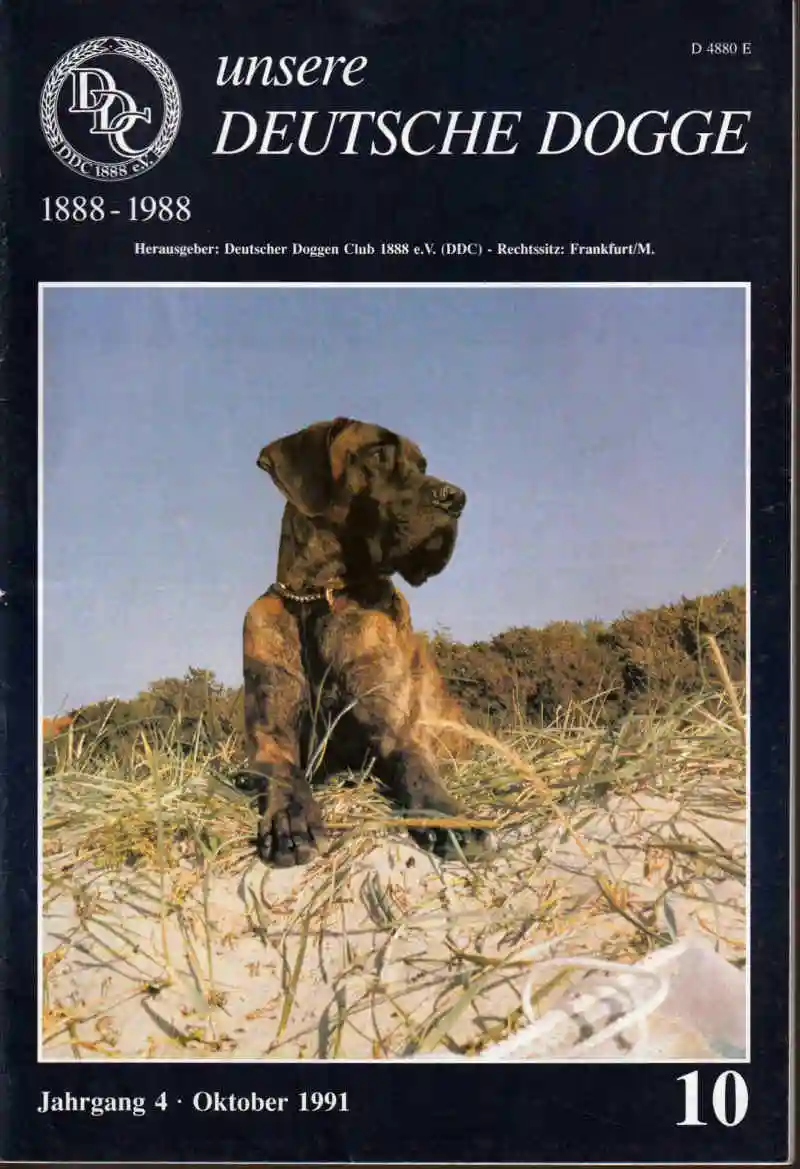 D 4880 E
DDC
DDC 1888 e.V.
unsere
DEUTSCHE DOGGE
1888 - 1988
Herausgeber: Deutscher Doggen Club 1888 e.V. (DDC) - Rechtssitz: Frankfurt/M.
Jahrgang 4 · Oktober 1991
10